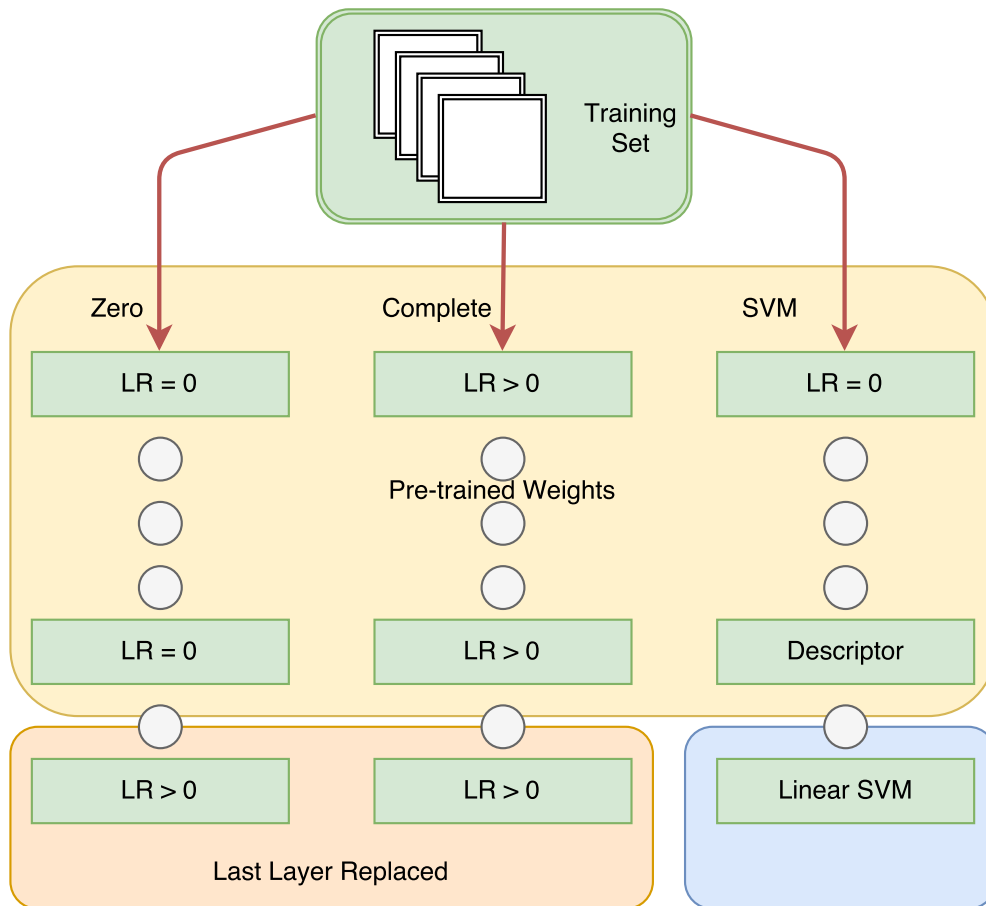 Training
Set
Zero
Complete
SVM
LR = 0
LR > 0
LR = 0
Pre-trained Weights
LR = 0
LR > 0
Descriptor
LR > 0
LR > 0
Linear SVM
Last Layer Replaced